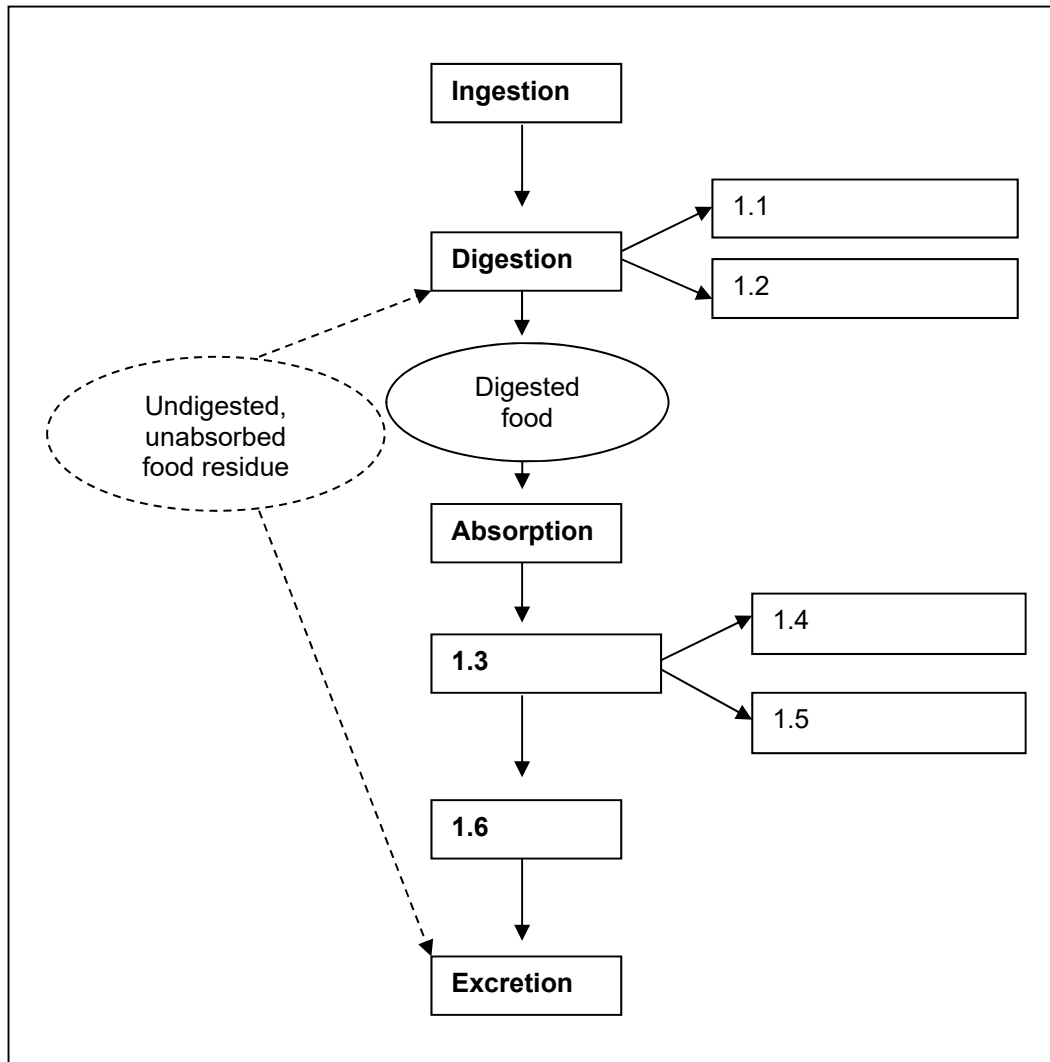 Ingestion
1.1
Digestion
1.2
Undigested,
unabsorbed
food residue
Digested
food
Absorption
1.4
1.3
1.5
1.6
Excretion